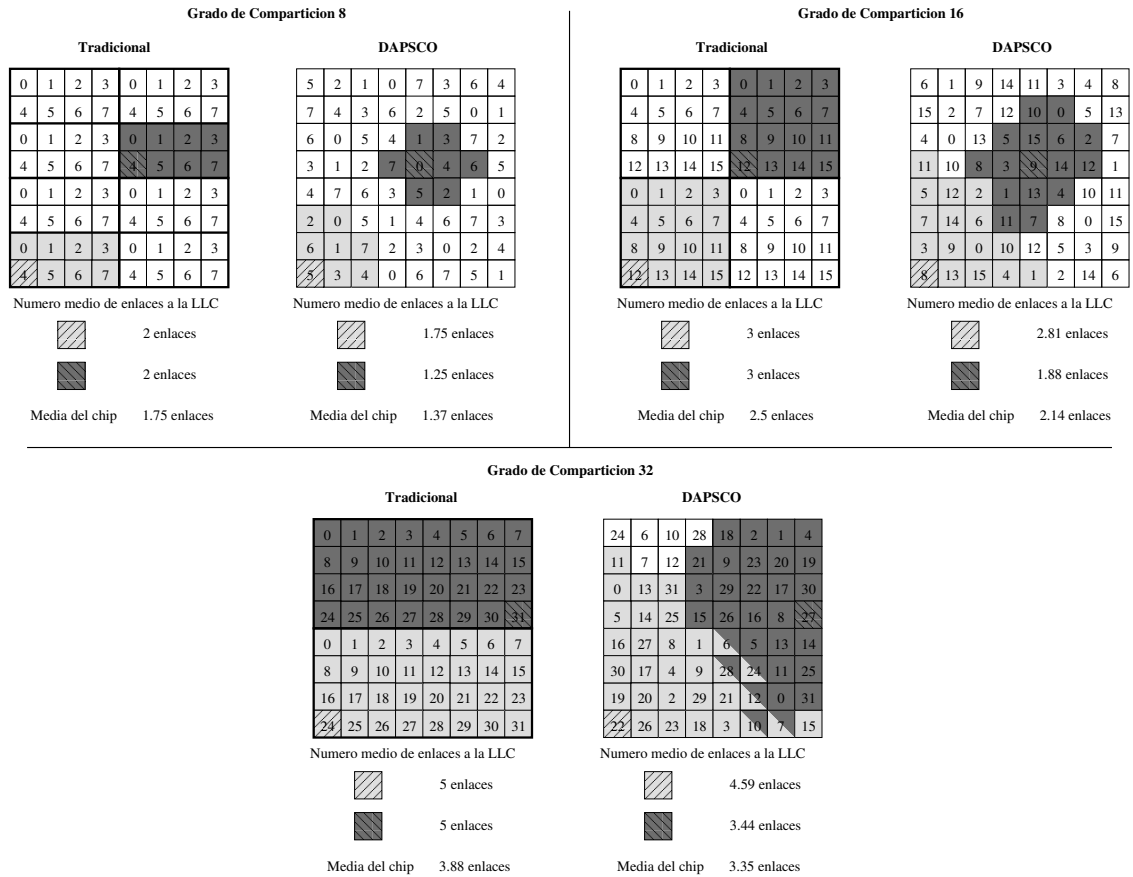 Grado de Comparticion 8
Tradicional
0 1 2 3 0 1 2 3
4 5 6 7 4 5 6 7
0 1 2 3 0 1 2 3
4 5 6 7 4 5 6 7
0 1 2 3 0 1 2 3
4 5 6 7 4 5 6 7
0 1 2 3 0 1 2 3
4 5 6 7 4 5 6 7
Numero medio de enlaces a la LLC
2 enlaces
2 enlaces
Media del chip 1.75 enlaces
DAPSCO
5 2 1 0 7 3 6 4
7 4 3 6 2 5 0 1
6 0 5 4 1 3 7 2
3 1 2 7 0 4 6 5
4 7 6 3 5 2 1 0
2 0 5 1 4 6 7 3
6 1 7 2 3 0 2 4
5 3 4 0 6 7 5 1
Numero medio de enlaces a la LLC
1.75 enlaces
1.25 enlaces
Media del chip 1.37 enlaces
Grado de Comparticion 16
Tradicional
0 1 2 3 0 1 2 3
4 5 6 7 4 5 6 7
8 9 10 11 8 9 10 11
12 13 14 15 12 13 14 15
0 1 2 3 0 1 2 3
4 5 6 7 4 5 6 7
8 9 10 11 8 9 10 11
12 13 14 15 12 13 14 15
Numero medio de enlaces a la LLC
3 enlaces
3 enlaces
Media del chip 2.5 enlaces
DAPSCO
6 1 9 14 11 3 4 8
15 2 7 12 10 0 5 13
4 0 13 5 15 6 2 7
11 10 8 3 9 14 12 1
5 12 2 1 13 4 10 11
7 14 6 11 7 8 0 15
3 9 0 10 12 5 3 9
8 13 15 4 1 2 14 6
Numero medio de enlaces a la LLC
2.81 enlaces
1.88 enlaces
Media del chip 2.14 enlaces
Grado de Comparticion 32
Tradicional
0 1 2 3 4 5 6 7
8 9 10 11 12 13 14 15
16 17 18 19 20 21 22 23
24 25 26 27 28 29 30 31
0 1 2 3 4 5 6 7
8 9 10 11 12 13 14 15
16 17 18 19 20 21 22 23
24 25 26 27 28 29 30 31
Numero medio de enlaces a la LLC
5 enlaces
5 enlaces
Media del chip 3.88 enlaces
DAPSCO
24 6 10 28 18 2 1 4
11 7 12 21 9 23 20 19
0 13 31 3 29 22 17 30
5 14 25 15 26 16 8 27
16 27 8 1 6 5 13 14
30 17 4 9 28 24 11 25
19 20 2 29 21 12 0 31
22 26 23 18 3 10 7 15
Numero medio de enlaces a la LLC
4.59 enlaces
3.44 enlaces
Media del chip 3.35 enlaces